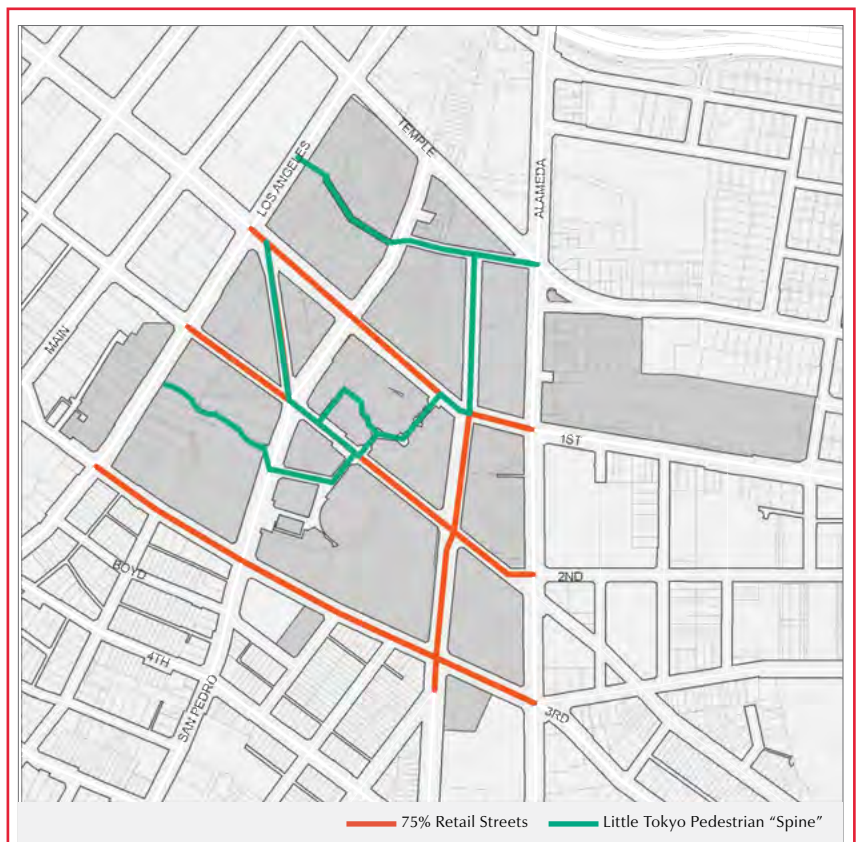 TEMPLE
LOS ANGELES
ALAMEDA
MAIN
1ST
2ND
BOYD
4TH
SAN PEDRO
3RD
75% Retail Streets
Little Tokyo Pedestrian “Spine”